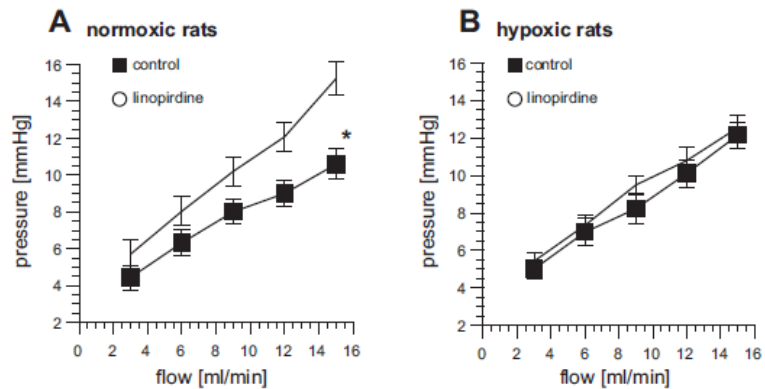 A normoxic rats
control
linopirdine
*
16
14
12
10
8
6
4
2
pressure [mmHg]
0 2 4 6 8 10 12 14 16
flow [ml/min]
B hypoxic rats
control
linopirdine
16
14
12
10
8
6
4
2
pressure [mmHg]
0 2 4 6 8 10 12 14 16
flow [ml/min]